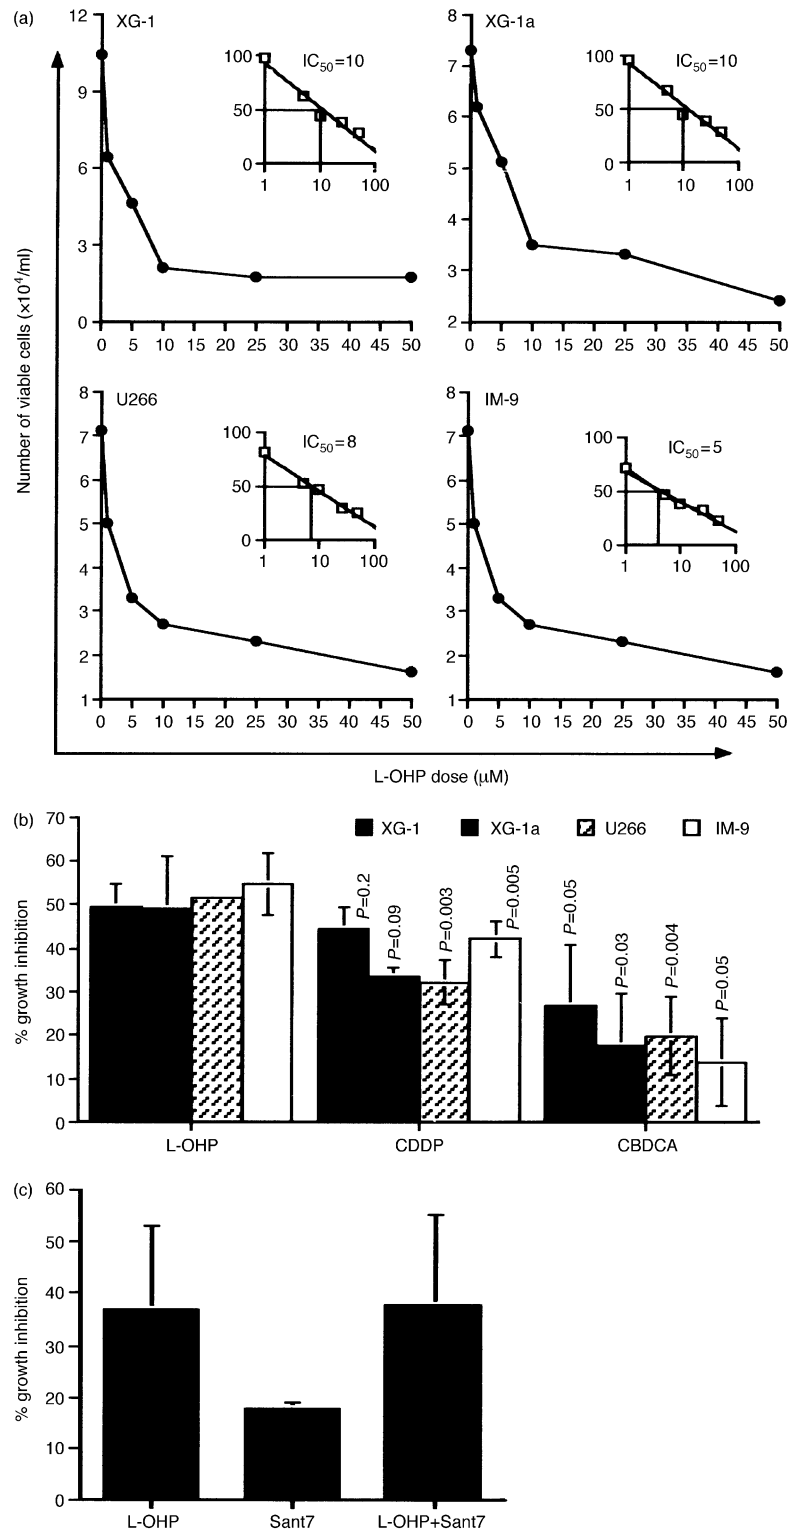 (a)
XG-1
12
9
6
3
0
0 5 10 15 20 25 30 35 40 45 50
IC50=10
100
50
0
1 10 100
XG-1a
8
7
6
5
4
3
2
0 5 10 15 20 25 30 35 40 45 50
IC50=10
100
50
0
1 10 100
Number of viable cells (×10⁴/ml)
U266
8
7
6
5
4
3
2
1
0 5 10 15 20 25 30 35 40 45 50
IC50=8
100
50
0
1 10 100
IM-9
8
7
6
5
4
3
2
1
0 5 10 15 20 25 30 35 40 45 50
IC50=5
100
50
0
1 10 100
L-OHP dose (μM)
(b)
70
60
50
40
30
20
10
0
% growth inhibition
XG-1 XG-1a U266 IM-9
P=0.2
P=0.09
P=0.003
P=0.005
P=0.05
P=0.03
P=0.004
P=0.05
L-OHP CDDP CBDCA
(c)
60
50
40
30
20
10
0
% growth inhibition
L-OHP Sant7 L-OHP+Sant7